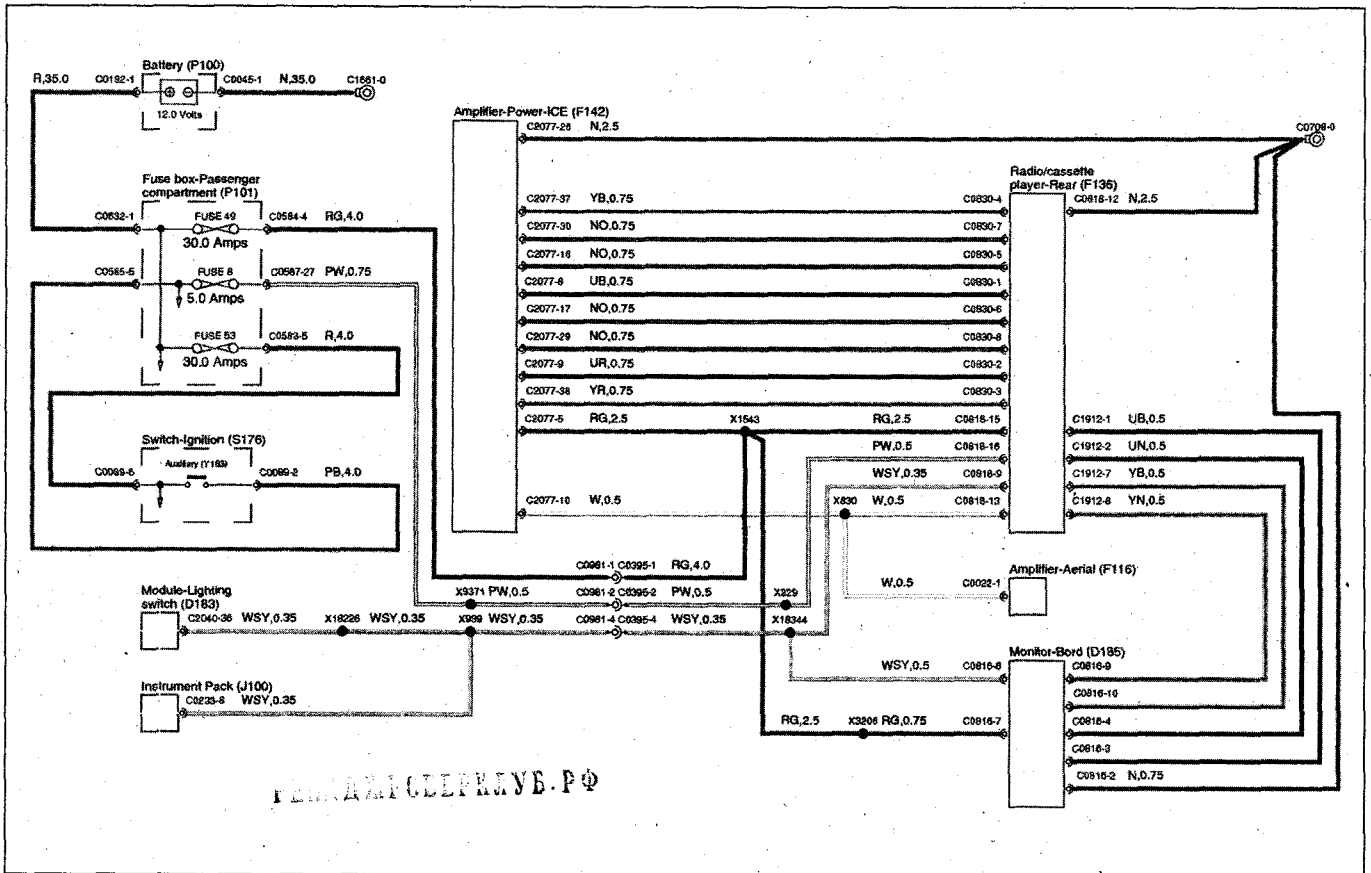 Battery (P100)
R,35.0 C0192-1 C0045-1 N,35.0 C1661-0
12.0 Volts
Amplifier-Power-ICE (F142)
C2077-26 N,2.5
C0709-0
Radio/cassette
player-Rear (F136)
C0818-12 N,2.5
Fuse box-Passenger
compartment (P101)
C0632-1 FUSE 49 C0584-4 RG,4.0
30.0 Amps
C0585-5 FUSE 8 C0587-27 PW,0.75
5.0 Amps
FUSE 53 C0583-5 R,4.0
30.0 Amps
C2077-37 YB,0.75 C0830-4
C2077-30 NO,0.75 C0830-7
C2077-16 NO,0.75 C0830-5
C2077-8 UB,0.75 C0830-1
C2077-17 NO,0.75 C0830-6
C2077-29 NO,0.75 C0830-8
C2077-9 UR,0.75 C0830-2
C2077-38 YR,0.75 C0830-3
C2077-5 RG,2.5 X1543 RG,2.5 C0818-15
PW,0.5 C0818-16
WSY,0.35 C0818-9
C2077-10 W,0.5 X830 W,0.5 C0818-13
C1912-1 UB,0.5
C1912-2 UN,0.5
C1912-7 YB,0.5
C1912-8 YN,0.5
Switch-Ignition (S176)
Auxiliary (Y193)
C0099-6 C0099-2 PB,4.0
C0981-1 C0395-1 RG,4.0
X9371 PW,0.5 C0981-2 C0395-2 PW,0.5 X329
W,0.5 C0022-1
Amplifier-Aerial (F116)
Module-Lighting
switch (D183)
C2040-36 WSY,0.35 X18226 WSY,0.35 X989 WSY,0.35 C0981-4 C0395-4 WSY,0.35 X18344
Instrument Pack (J100)
C0233-8 WSY,0.35
Monitor-Bord (D185)
WSY,0.5 C0816-8 C0816-9
C0816-10
RG,2.5 X3206 RG,0.75 C0816-7 C0816-4
C0816-3
C0816-2 N,0.75